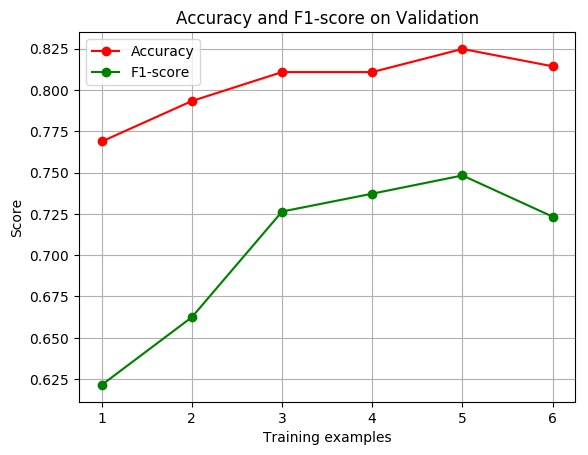 Accuracy and F1-score on Validation
Accuracy
F1-score
0.825
0.800
0.775
0.750
0.725
0.700
0.675
0.650
0.625
Score
1 2 3 4 5 6
Training examples